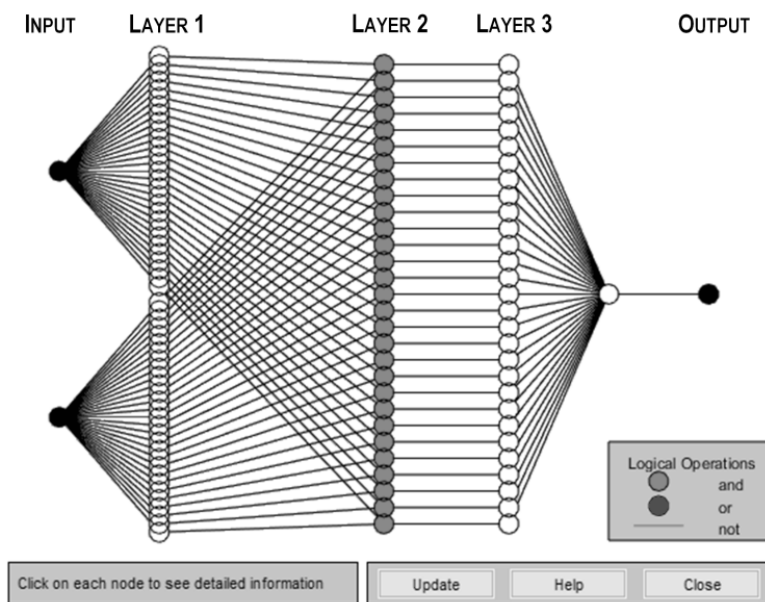 INPUT LAYER 1 LAYER 2 LAYER 3 OUTPUT
Logical Operations
and
or
not
Click on each node to see detailed information Update Help Close